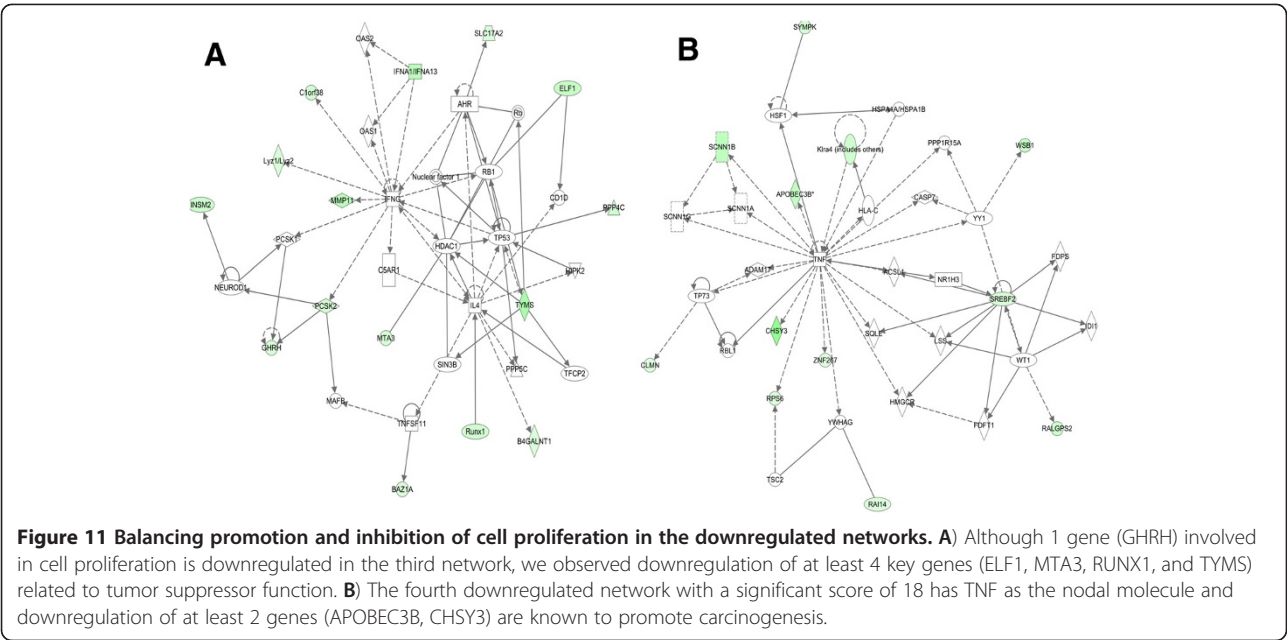 A
OAS2
SLC17A2
IFNA1/IFNA13
C1orf38
ELF1
AHR
Rb
OAS1
Lyz1/Lyz2
RB1
Nuclear factor 1
CD1D
IFNG
MMP11
INSM2
PPP4C
PCSK1
TP53
HDAC1
C5AR1
HIPK2
NEUROD1
PCSK2
IL4
TYMS
MTA3
GHRH
SIN3B
PPP5C
TFCP2
MAFB
TNFSF11
Runx1
B4GALNT1
BAZ1A
B
SYMPK
HSF1
HSPA1A/HSPA1B
SCNN1B
Klra4 (includes others)
PPP1R15A
WSB1
APOBEC3B*
HLA-C
CASP7
SCNN1G
SCNN1A
YY1
TNF
FDPS
ADAM17
ACSL1
NR1H3
TP73
SREBF2
CHSY3
SQLE
LSS
IDI1
RBL1
CLMN
ZNF267
WT1
RPS6
HMGCR
YWHAG
FDFT1
RALGPS2
TSC2
RAI14
Figure 11 Balancing promotion and inhibition of cell proliferation in the downregulated networks. A) Although 1 gene (GHRH) involved
in cell proliferation is downregulated in the third network, we observed downregulation of at least 4 key genes (ELF1, MTA3, RUNX1, and TYMS)
related to tumor suppressor function. B) The fourth downregulated network with a significant score of 18 has TNF as the nodal molecule and
downregulation of at least 2 genes (APOBEC3B, CHSY3) are known to promote carcinogenesis.